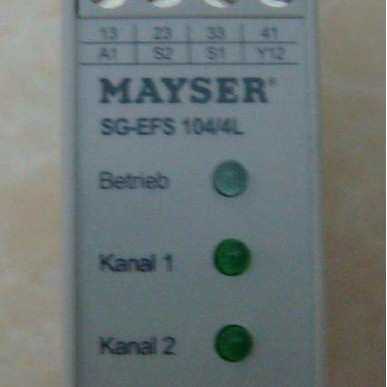 13 23 33 41
A1 S2 S1 Y12
MAYSER®
SG-EFS 104/4L
Betrieb
Kanal 1
Kanal 2